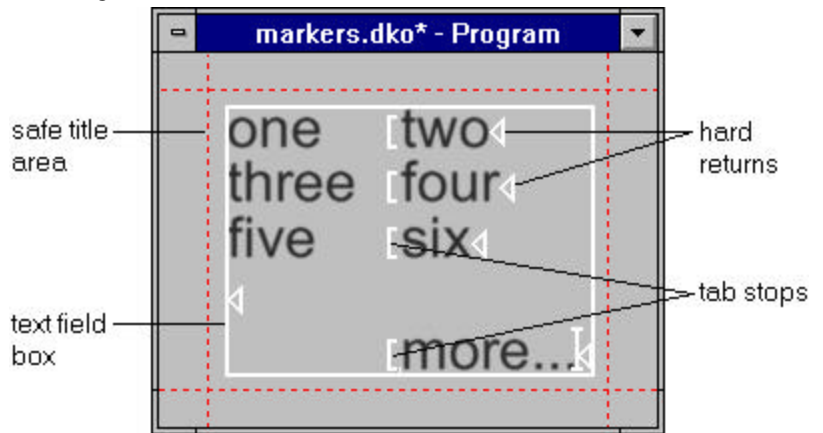 markers.dko* - Program
safe title
area
one two
three four
five six
more...
hard
returns
tab stops
text field
box